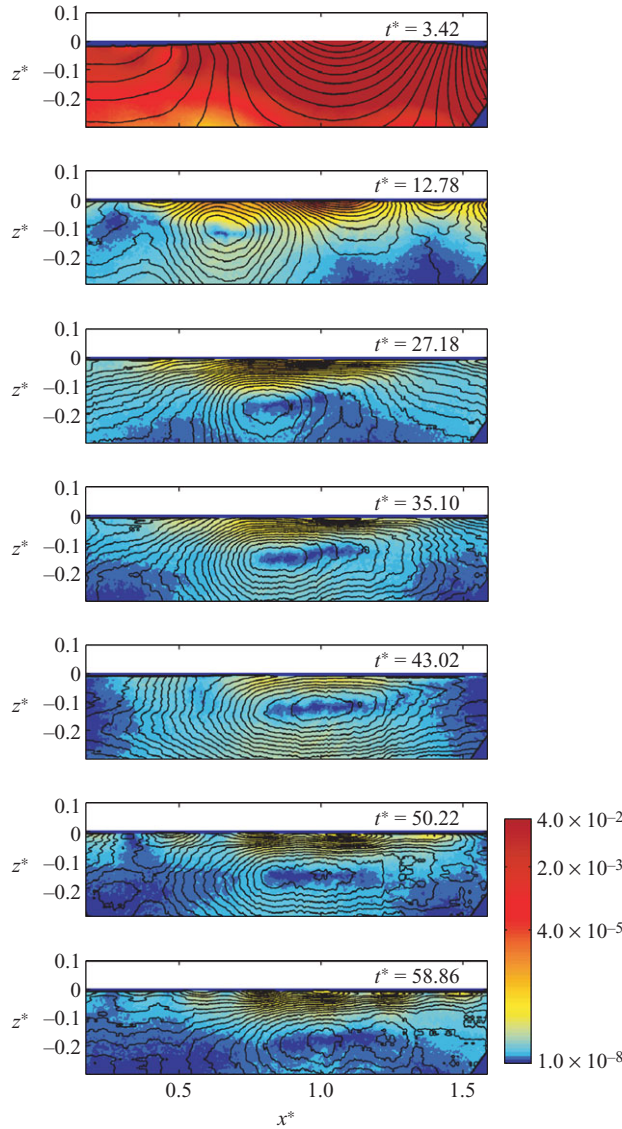 0.1
t* = 3.42
0
z* –0.1
–0.2
0.1
t* = 12.78
0
z* –0.1
–0.2
0.1
t* = 27.18
0
z* –0.1
–0.2
0.1
t* = 35.10
0
z* –0.1
–0.2
0.1
t* = 43.02
0
z* –0.1
–0.2
0.1
t* = 50.22
0
z* –0.1
–0.2
4.0 × 10⁻²
2.0 × 10⁻³
4.0 × 10⁻⁵
1.0 × 10⁻⁸
0.1
t* = 58.86
0
z* –0.1
–0.2
0.5 1.0 1.5
x*